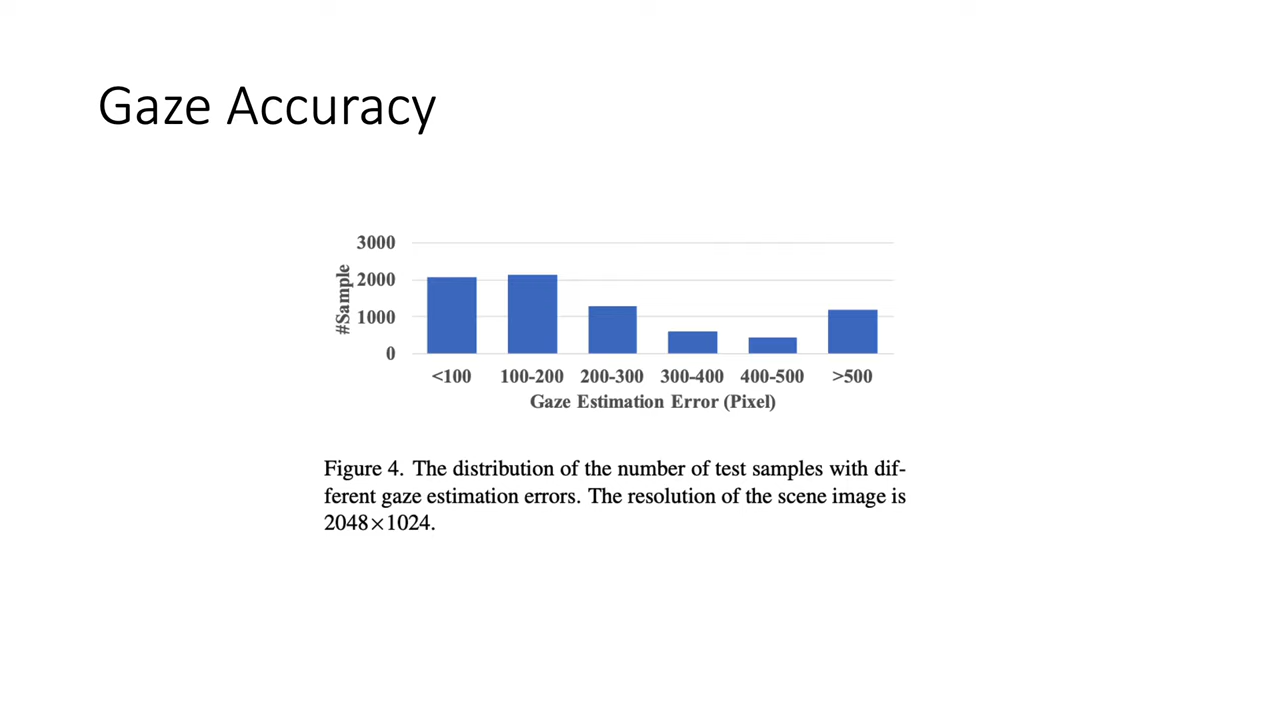 Gaze Accuracy
3000
2000
1000
0
#Sample
<100 100-200 200-300 300-400 400-500 >500
Gaze Estimation Error (Pixel)
Figure 4. The distribution of the number of test samples with dif-
ferent gaze estimation errors. The resolution of the scene image is
2048×1024.